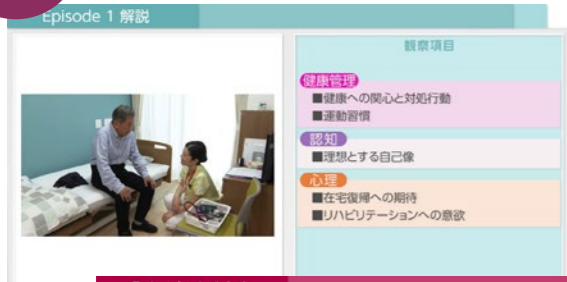 Episode 1 解説
観察項目
健康管理
■健康への関心と対処行動
■運動習慣
認知
■理想とする自己像
心理
■在宅復帰への期待
■リハビリテーションへの意欲